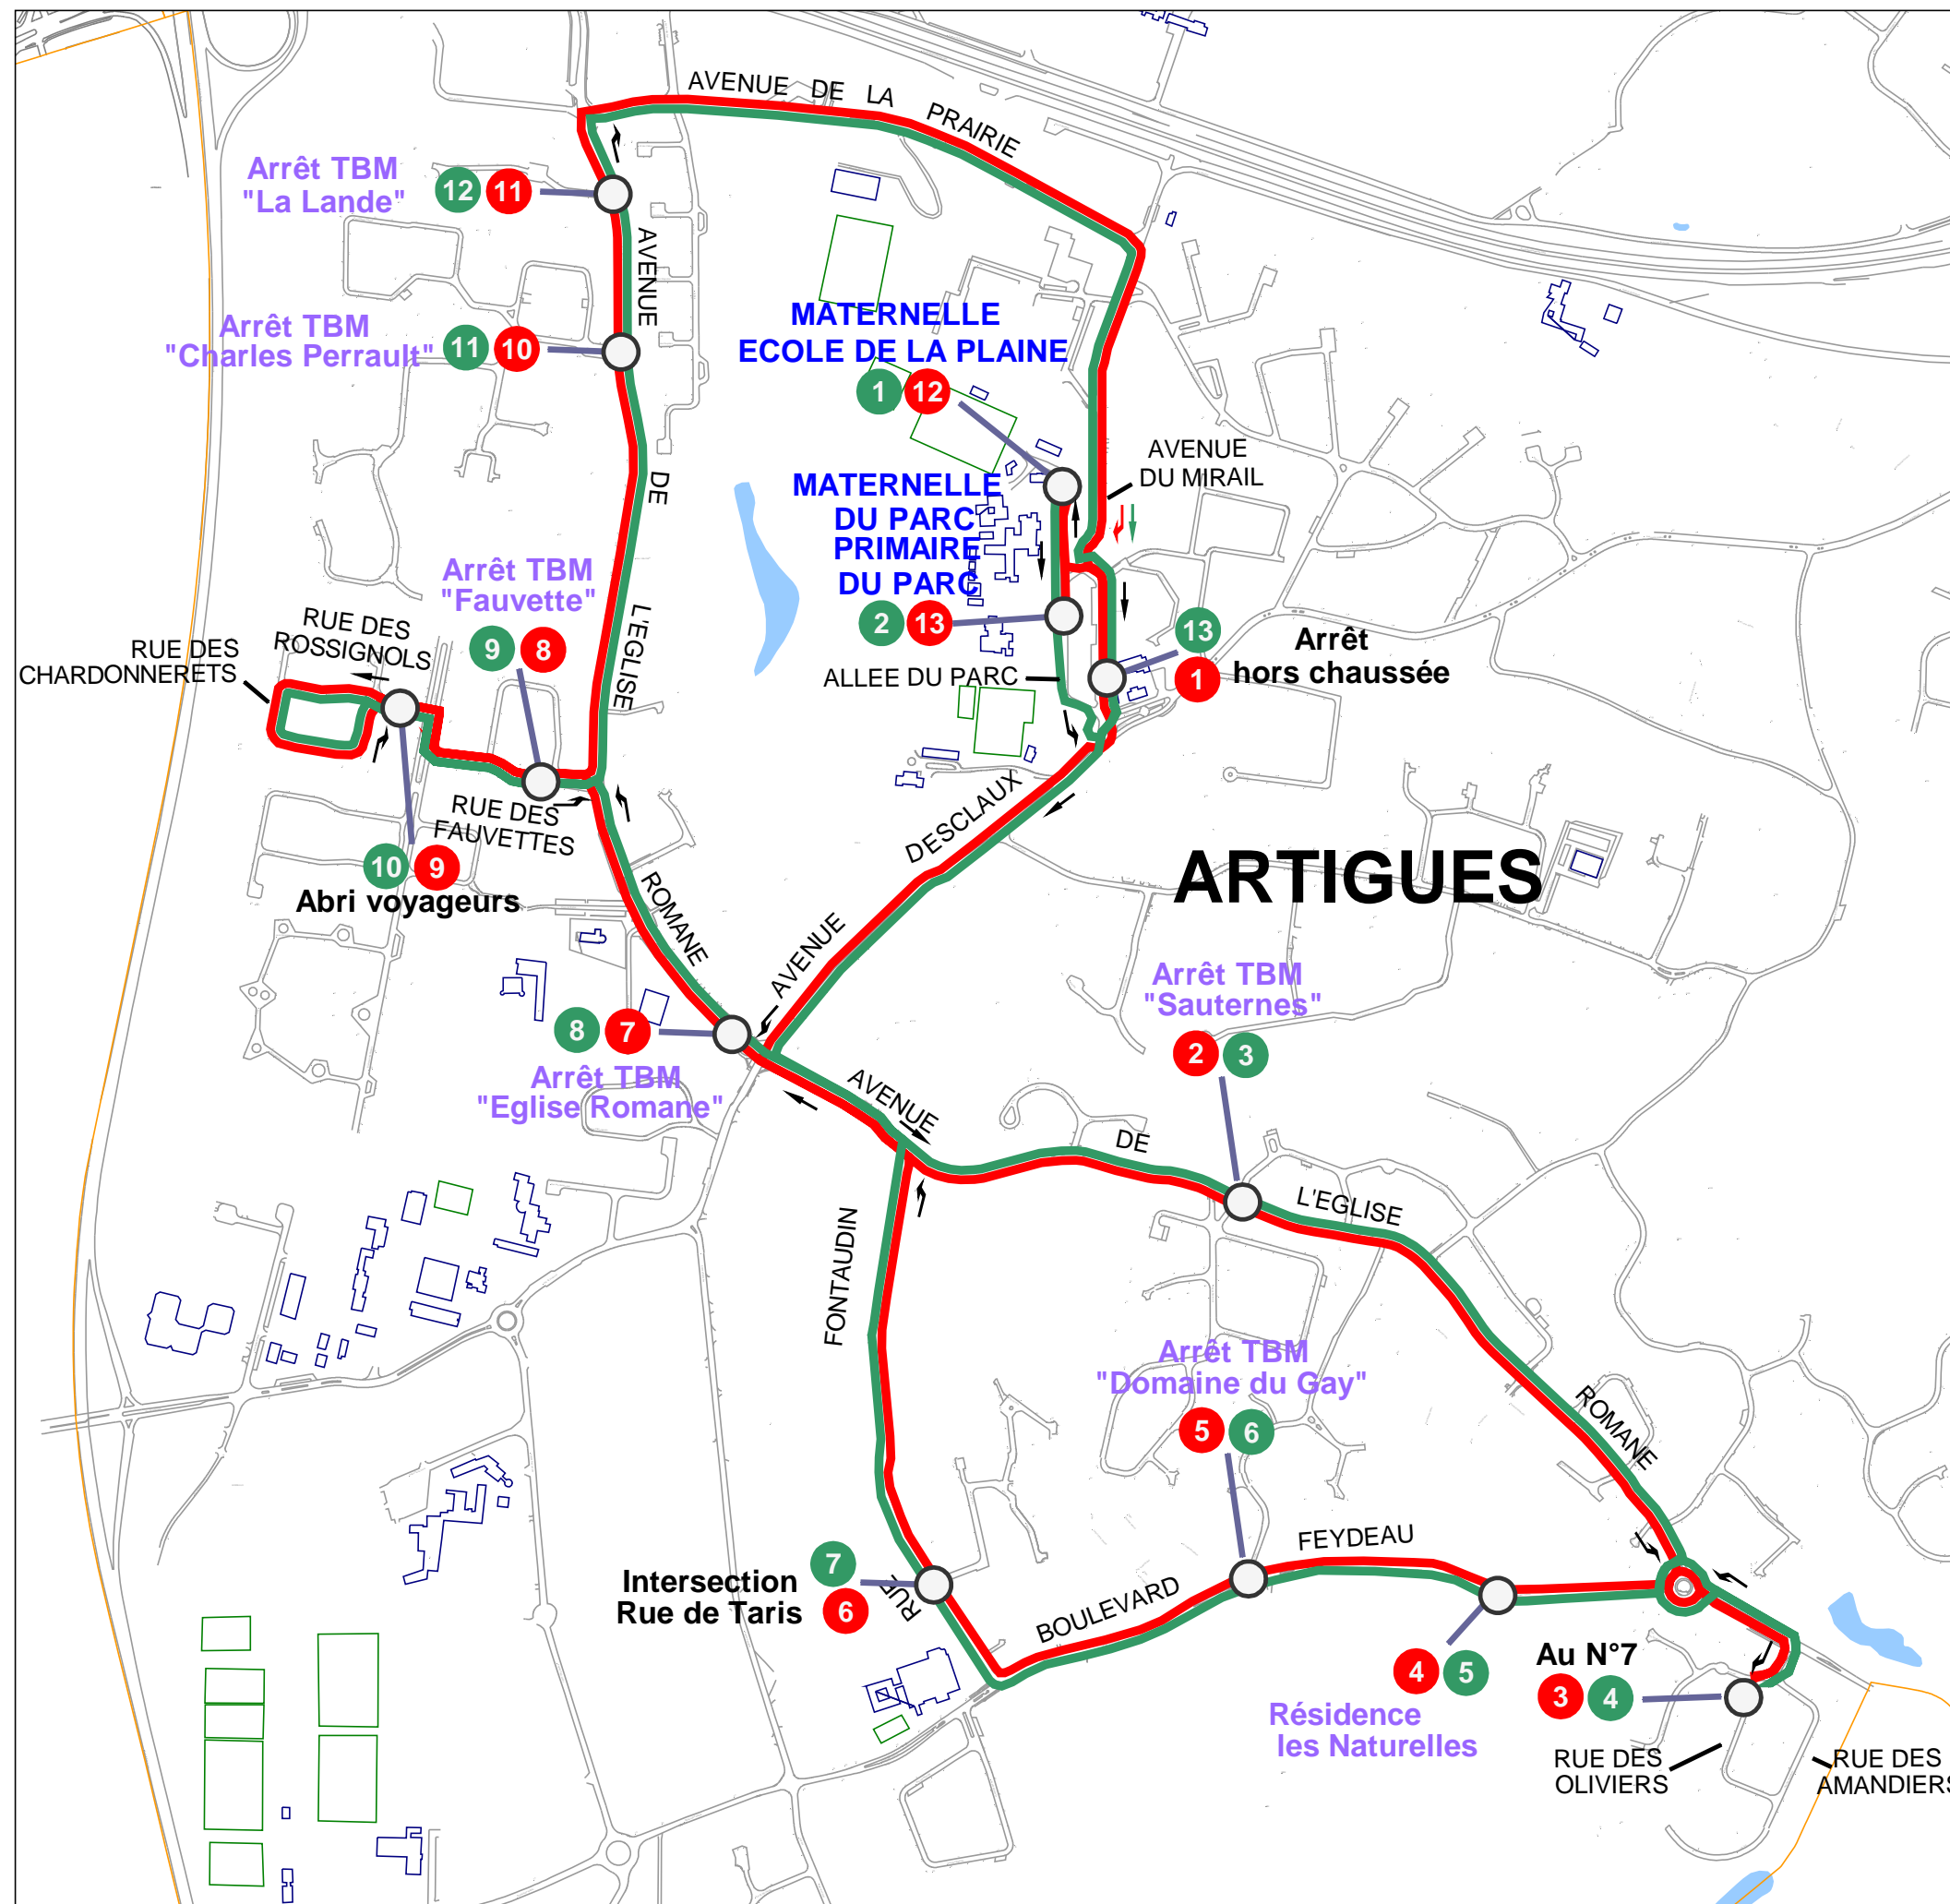 AVENUE DE LA PRAIRIE
Arrêt TBM
"La Lande"
12 11
AVENUE
Arrêt TBM
"Charles Perrault"
11 10
MATERNELLE
ECOLE DE LA PLAINE
1 12
AVENUE
DU MIRAIL
DE
MATERNELLE
DU PARC
PRIMAIRE
DU PARC
2 13
Arrêt TBM
"Fauvette"
9 8
RUE DES
ROSSIGNOLS
RUE DES
CHARDONNERETS
L'EGLISE
ALLEE DU PARC
13
1
Arrêt
hors chaussée
RUE DES
FAUVETTES
DESCLAUX
10 9
Abri voyageurs
ROMANE
AVENUE
ARTIGUES
Arrêt TBM
"Sauternes"
2 3
8 7
Arrêt TBM
"Eglise Romane"
AVENUE
DE
L'EGLISE
FONTAUDIN
Arrêt TBM
"Domaine du Gay"
5 6
ROMANE
FEYDEAU
7
Intersection
Rue de Taris
6
RUE
BOULEVARD
4 5
Résidence
les Naturelles
Au N°7
3 4
RUE DES
OLIVIERS
RUE DES
AMANDIERS